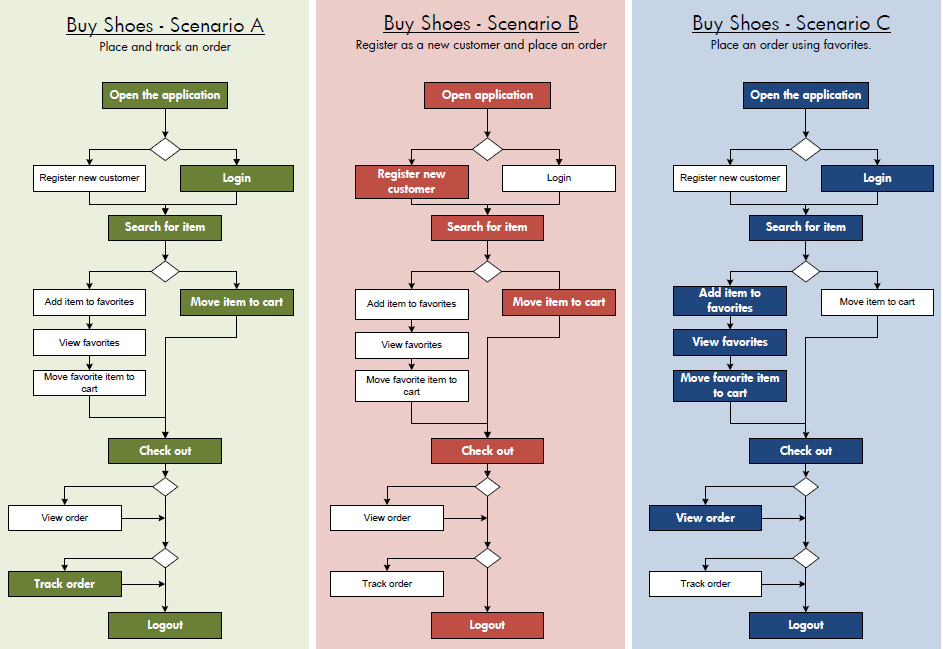 Buy Shoes - Scenario A
Place and track an order
Open the application
Register new customer
Login
Search for item
Add item to favorites
Move item to cart
View favorites
Move favorite item to
cart
Check out
View order
Track order
Logout
Buy Shoes - Scenario B
Register as a new customer and place an order
Open application
Register new
customer
Login
Search for item
Add item to favorites
Move item to cart
View favorites
Move favorite item to
cart
Check out
View order
Track order
Logout
Buy Shoes - Scenario C
Place an order using favorites.
Open the application
Register new customer
Login
Search for item
Add item to
favorites
Move item to cart
View favorites
Move favorite item
to cart
Check out
View order
Track order
Logout